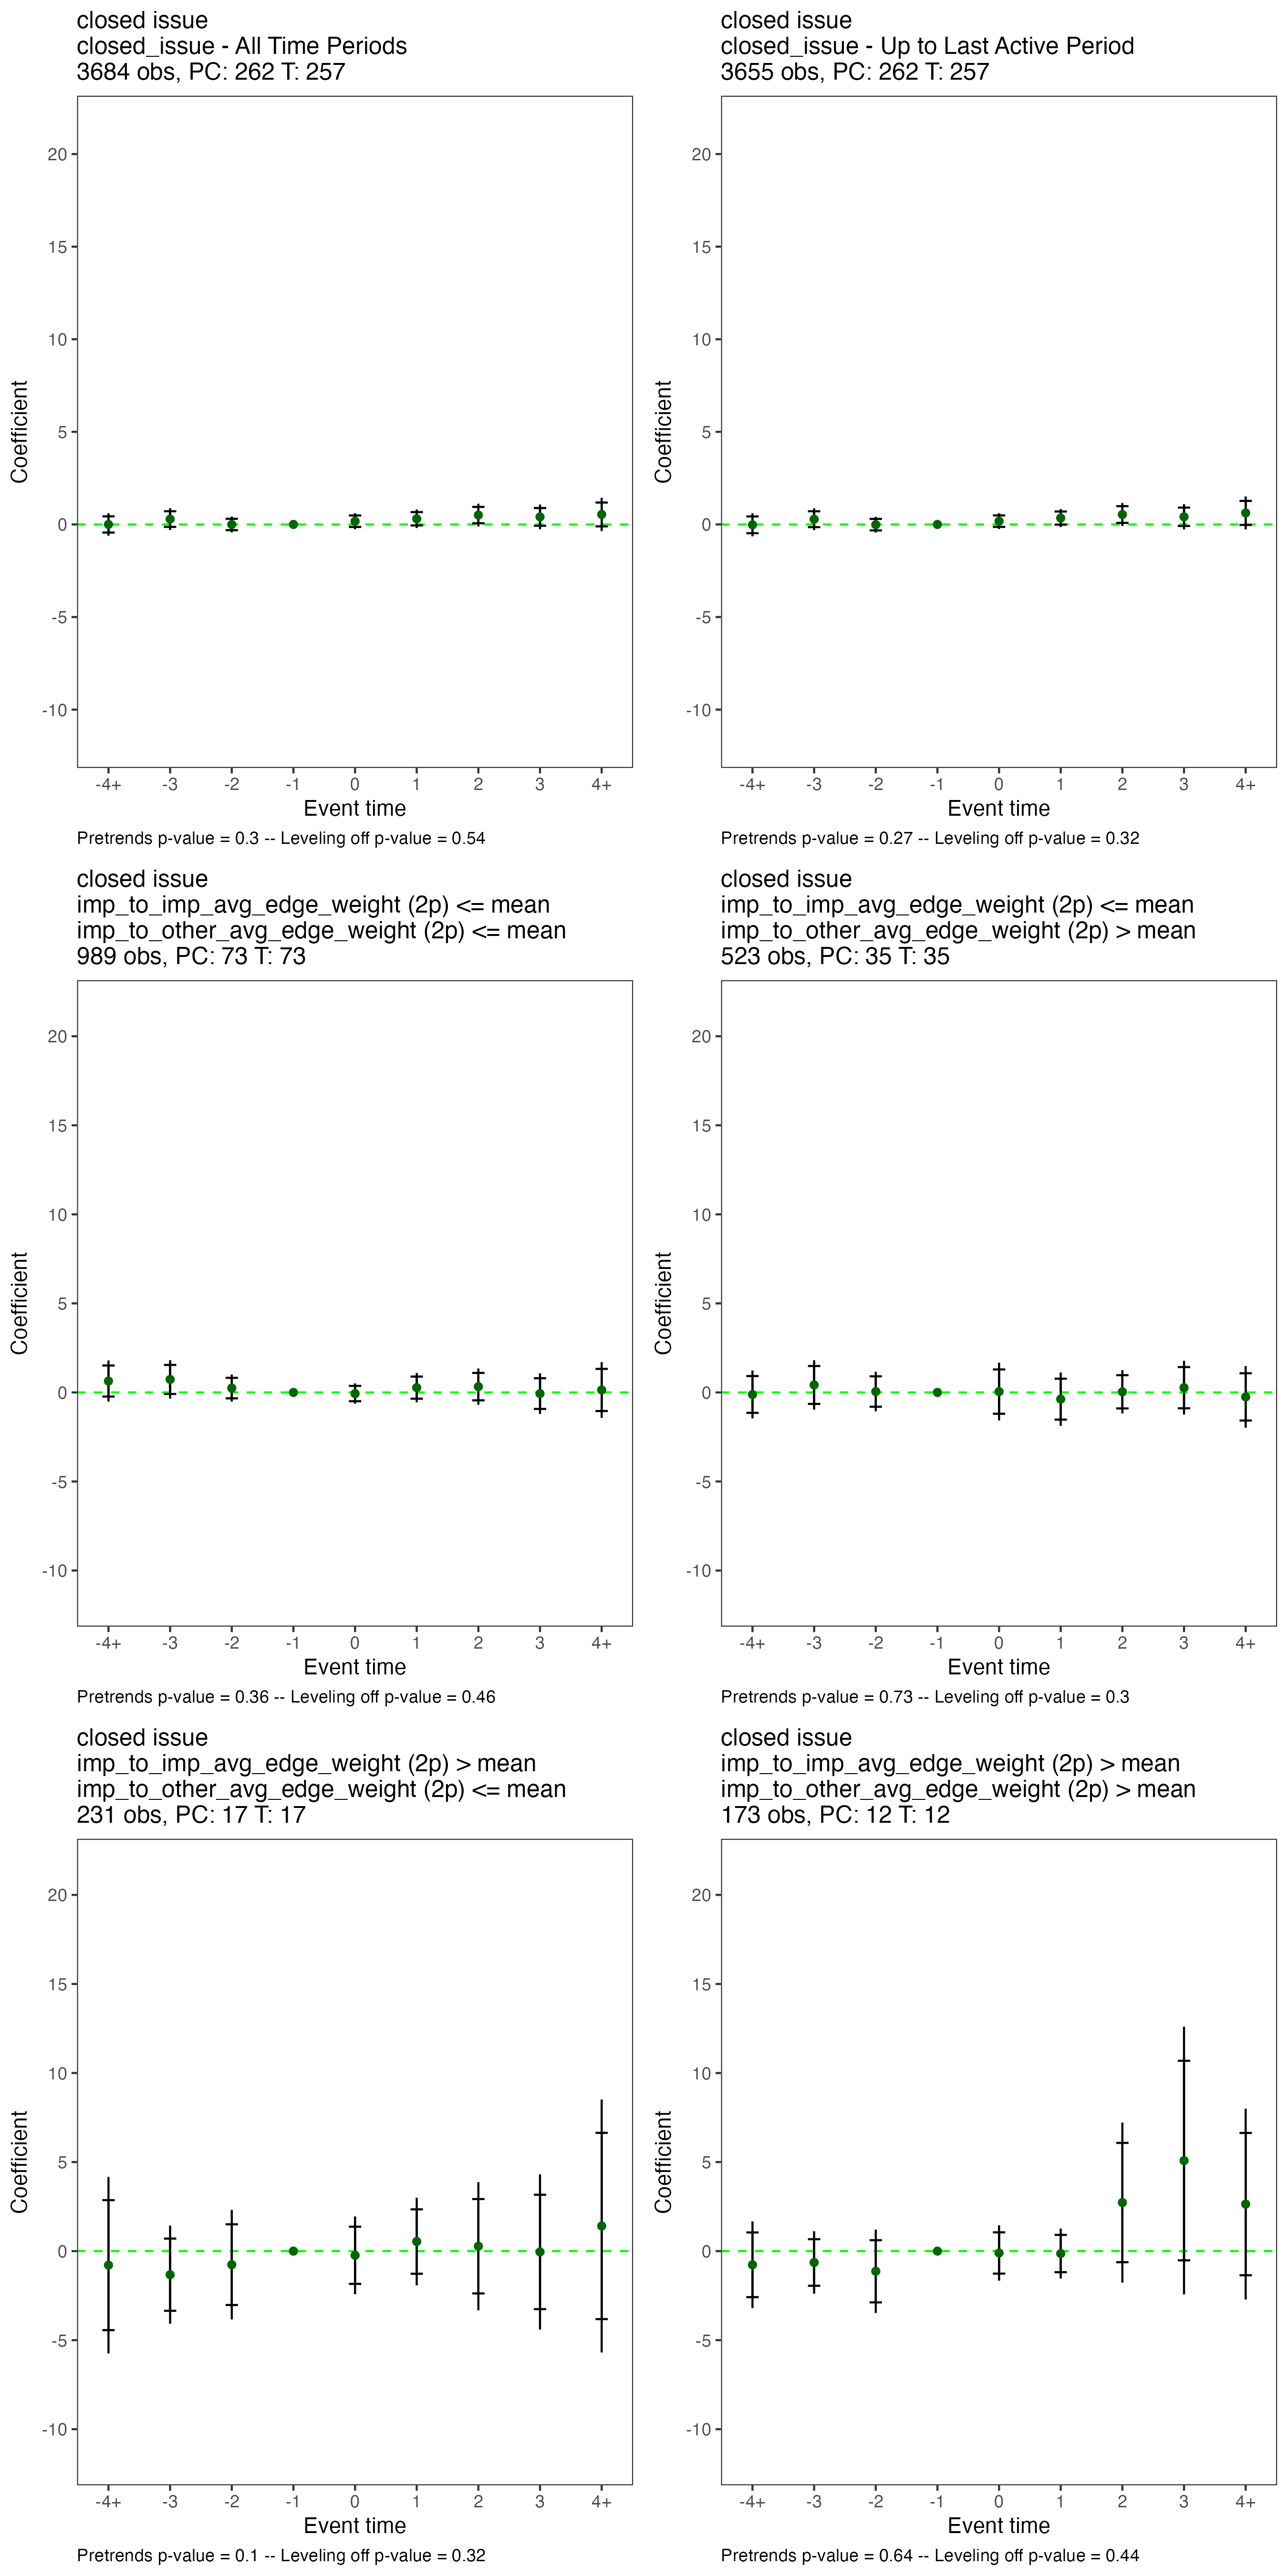 closed issue
closed_issue - All Time Periods
3684 obs, PC: 262 T: 257
20
15
10
5
0
-5
-10
Coefficient
-4+ -3 -2 -1 0 1 2 3 4+
Event time
Pretrends p-value = 0.3 -- Leveling off p-value = 0.54
closed issue
closed_issue - Up to Last Active Period
3655 obs, PC: 262 T: 257
20
15
10
5
0
-5
-10
Coefficient
-4+ -3 -2 -1 0 1 2 3 4+
Event time
Pretrends p-value = 0.27 -- Leveling off p-value = 0.32
closed issue
imp_to_imp_avg_edge_weight (2p) <= mean
imp_to_other_avg_edge_weight (2p) <= mean
989 obs, PC: 73 T: 73
20
15
10
5
0
-5
-10
Coefficient
-4+ -3 -2 -1 0 1 2 3 4+
Event time
Pretrends p-value = 0.36 -- Leveling off p-value = 0.46
closed issue
imp_to_imp_avg_edge_weight (2p) <= mean
imp_to_other_avg_edge_weight (2p) > mean
523 obs, PC: 35 T: 35
20
15
10
5
0
-5
-10
Coefficient
-4+ -3 -2 -1 0 1 2 3 4+
Event time
Pretrends p-value = 0.73 -- Leveling off p-value = 0.3
closed issue
imp_to_imp_avg_edge_weight (2p) > mean
imp_to_other_avg_edge_weight (2p) <= mean
231 obs, PC: 17 T: 17
20
15
10
5
0
-5
-10
Coefficient
-4+ -3 -2 -1 0 1 2 3 4+
Event time
Pretrends p-value = 0.1 -- Leveling off p-value = 0.32
closed issue
imp_to_imp_avg_edge_weight (2p) > mean
imp_to_other_avg_edge_weight (2p) > mean
173 obs, PC: 12 T: 12
20
15
10
5
0
-5
-10
Coefficient
-4+ -3 -2 -1 0 1 2 3 4+
Event time
Pretrends p-value = 0.64 -- Leveling off p-value = 0.44